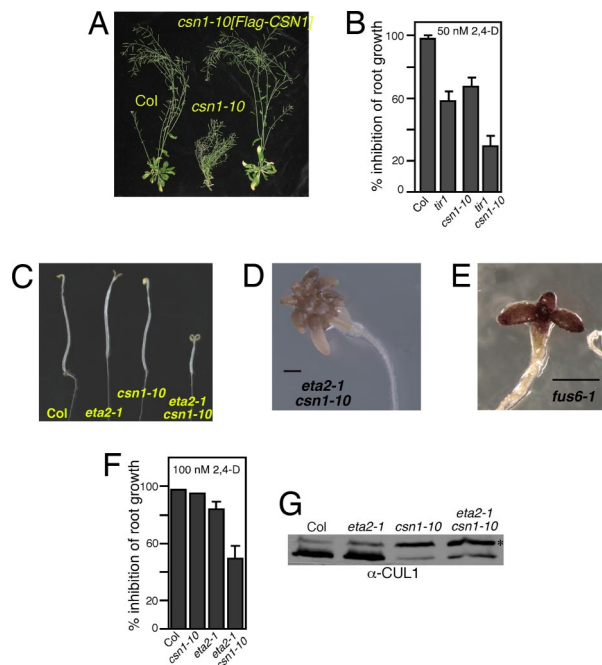 A
csn1-10[Flag-CSN1]
Col
csn1-10
B
50 nM 2,4-D
% inhibition of root growth
100
60
20
0
Col
tir1
csn1-10
tir1
csn1-10
C
Col
eta2-1
csn1-10
eta2-1
csn1-10
D
eta2-1
csn1-10
E
fus6-1
F
100 nM 2,4-D
% inhibition of root growth
100
80
60
20
0
Col
csn1-10
eta2-1
eta2-1
csn1-10
G
Col
eta2-1
csn1-10
eta2-1
csn1-10
*
α-CUL1